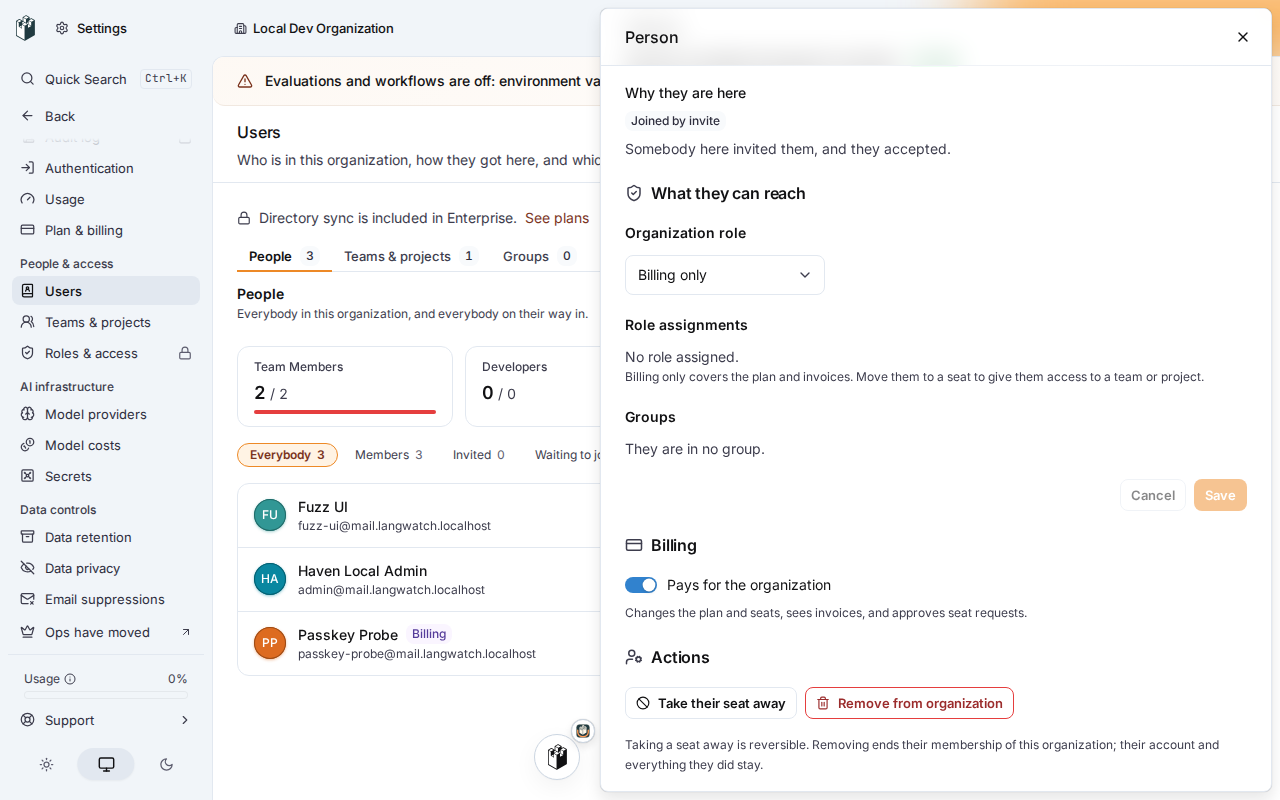 Settings
Local Dev Organization
Quick Search Ctrl+K
Back
Authentication
Usage
Plan & billing
People & access
Users
Teams & projects
Roles & access
AI infrastructure
Model providers
Model costs
Secrets
Data controls
Data retention
Data privacy
Email suppressions
Ops have moved
Usage 0%
Support
Evaluations and workflows are off: environment va
Users
Who is in this organization, how they got here, and whic
Directory sync is included in Enterprise. See plans
People 3 Teams & projects 1 Groups 0
People
Everybody in this organization, and everybody on their way in.
Team Members
2 / 2
Developers
0 / 0
Everybody 3 Members 3 Invited 0 Waiting to jo
FU
Fuzz UI
fuzz-ui@mail.langwatch.localhost
HA
Haven Local Admin
admin@mail.langwatch.localhost
PP
Passkey Probe Billing
passkey-probe@mail.langwatch.localhost
Person
Why they are here
Joined by invite
Somebody here invited them, and they accepted.
What they can reach
Organization role
Billing only
Role assignments
No role assigned.
Billing only covers the plan and invoices. Move them to a seat to give them access to a team or project.
Groups
They are in no group.
Cancel Save
Billing
Pays for the organization
Changes the plan and seats, sees invoices, and approves seat requests.
Actions
Take their seat away Remove from organization
Taking a seat away is reversible. Removing ends their membership of this organization; their account and
everything they did stay.